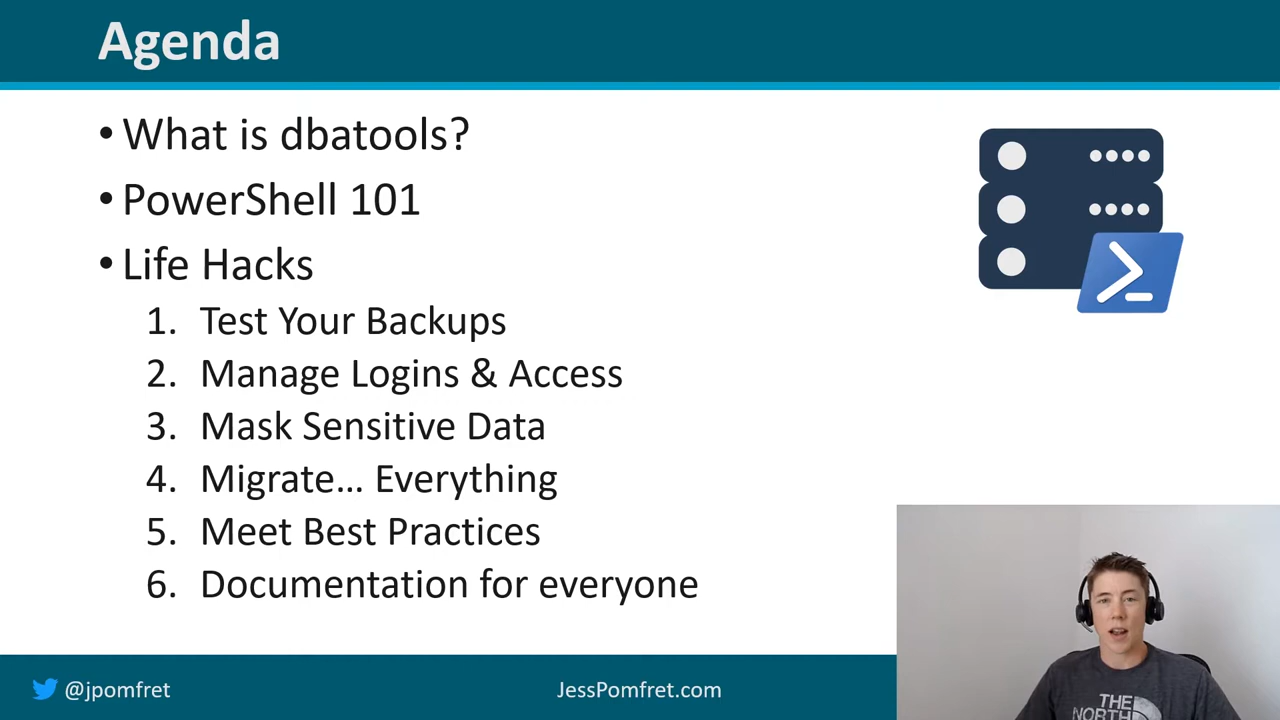 Agenda
• What is dbatools?
• PowerShell 101
• Life Hacks
1. Test Your Backups
2. Manage Logins & Access
3. Mask Sensitive Data
4. Migrate... Everything
5. Meet Best Practices
6. Documentation for everyone
@jpomfret
JessPomfret.com
THE
NORTH